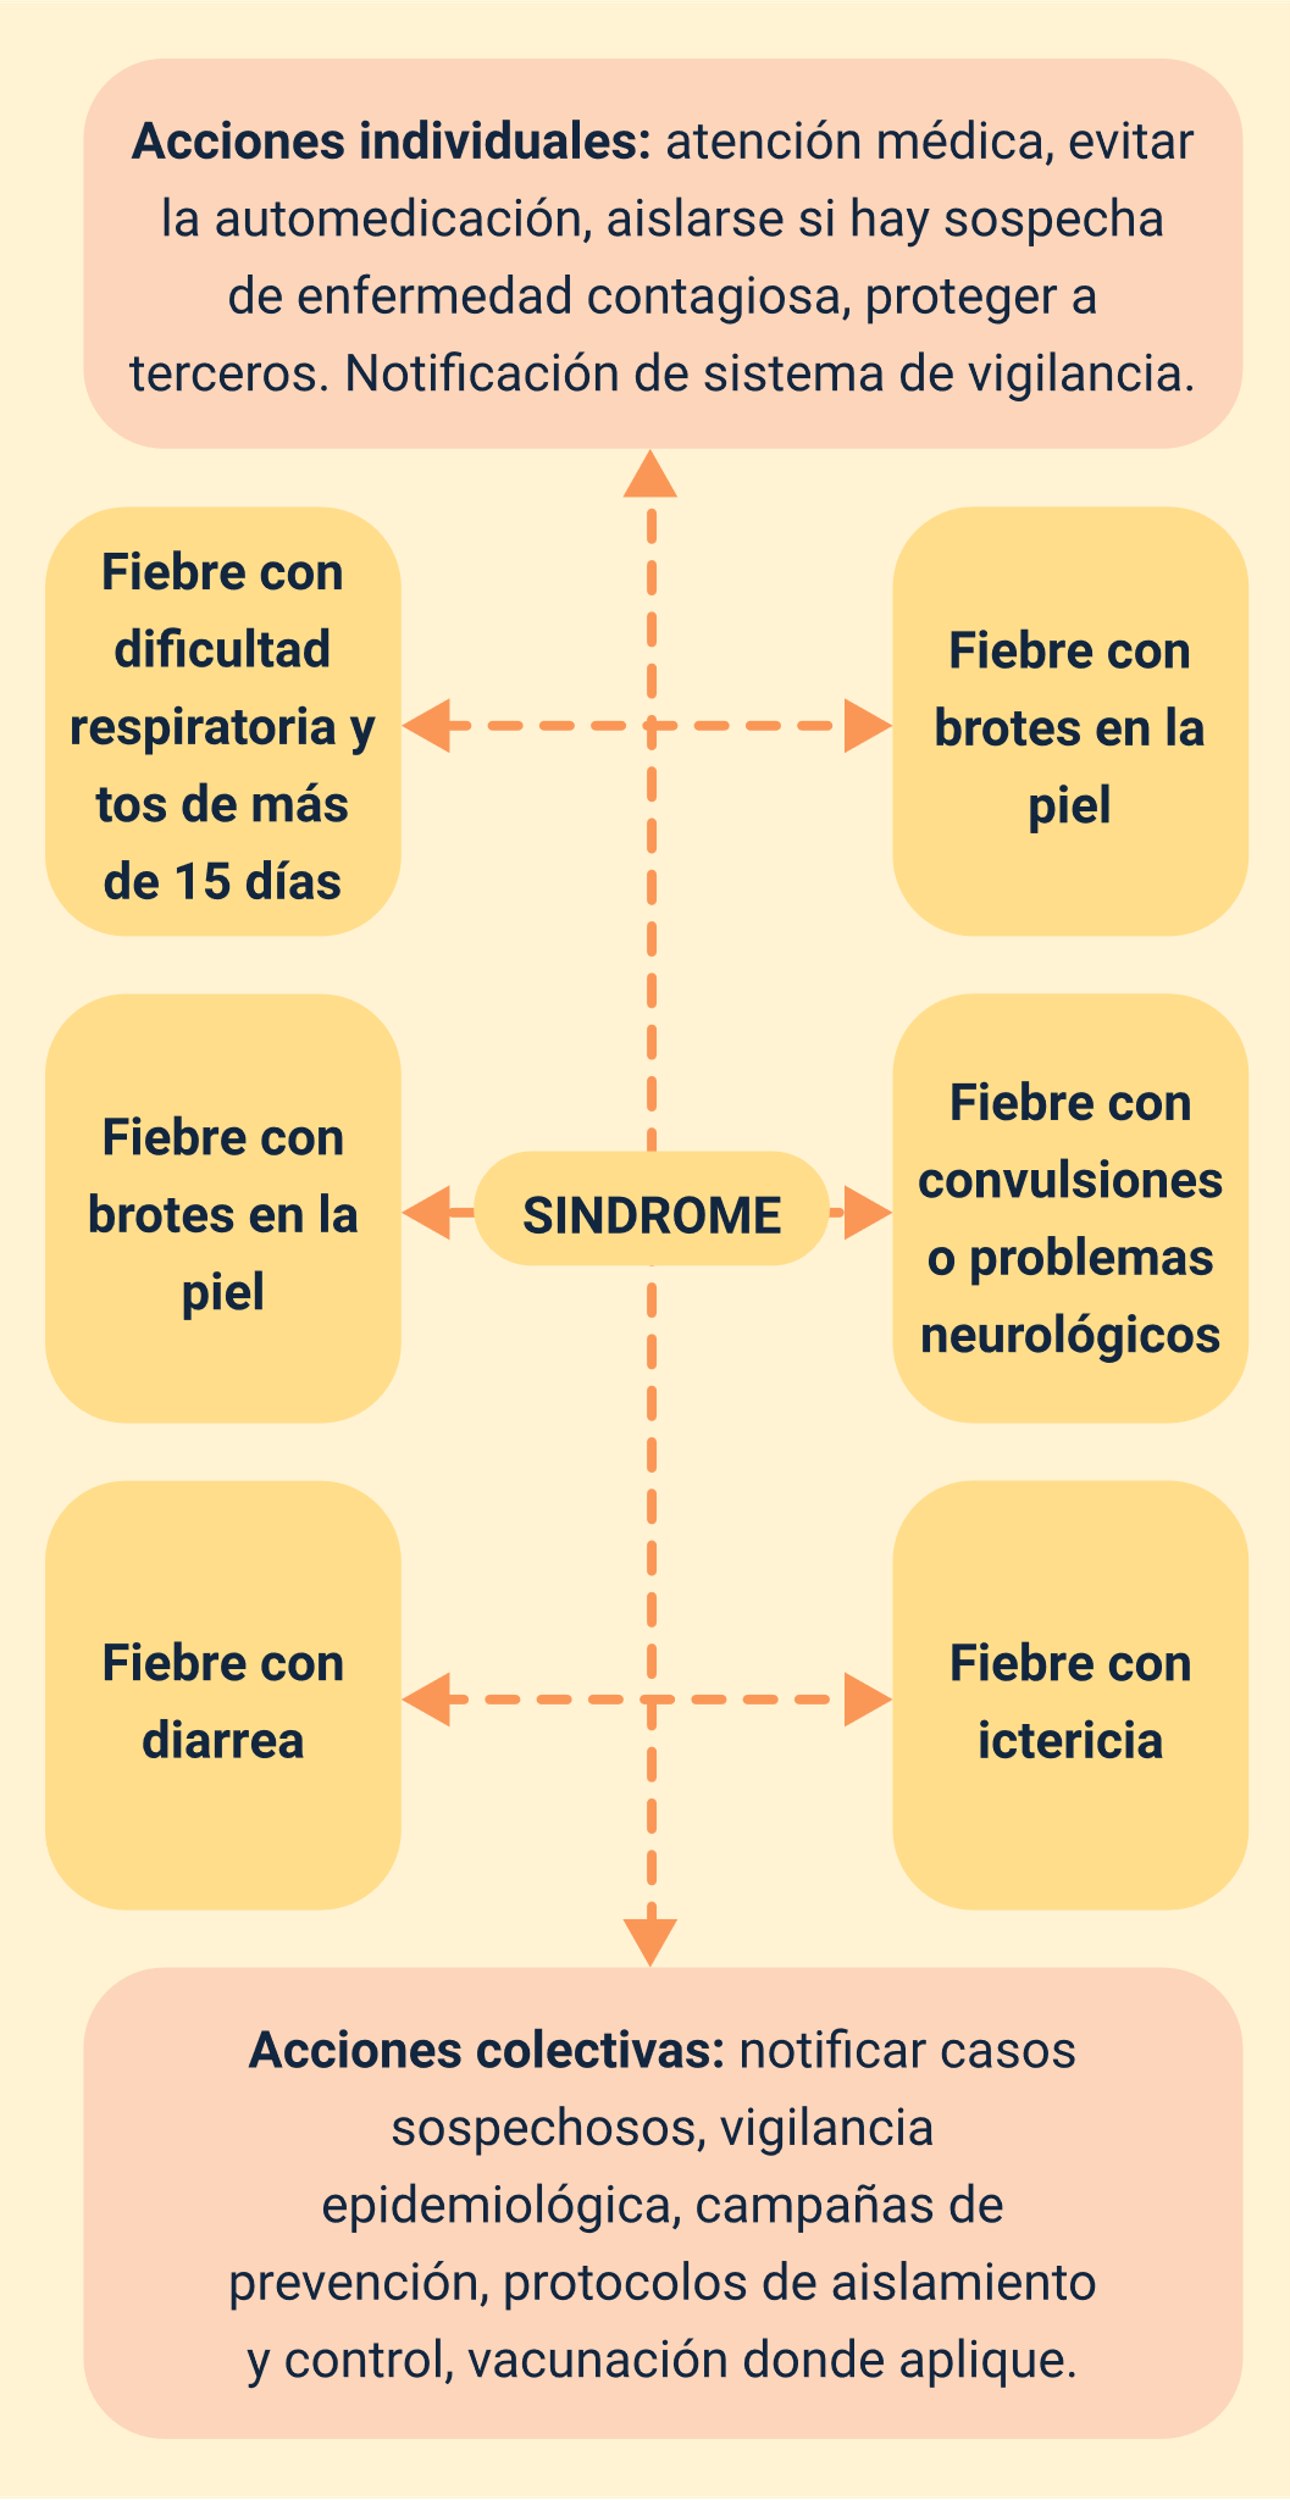 Acciones individuales: atención médica, evitar
la automedicación, aislarse si hay sospecha
de enfermedad contagiosa, proteger a
terceros. Notificación de sistema de vigilancia.
Fiebre con
dificultad
respiratoria y
tos de más
de 15 días
Fiebre con
brotes en la
piel
Fiebre con
brotes en la
piel
SINDROME
Fiebre con
convulsiones
o problemas
neurológicos
Fiebre con
diarrea
Fiebre con
ictericia
Acciones colectivas: notificar casos
sospechosos, vigilancia
epidemiológica, campañas de
prevención, protocolos de aislamiento
y control, vacunación donde aplique.